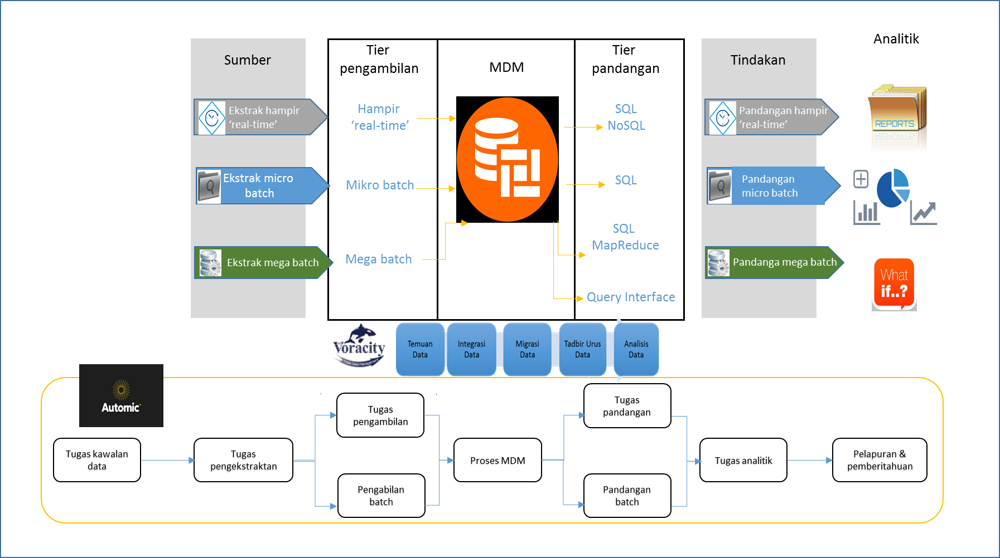 Sumber
Tier
pengambilan
MDM
Tier
pandangan
Tindakan
Analitik
Ekstrak hampir
‘real-time’
Hampir
‘real-time’
SQL
NoSQL
Pandangan hampir
‘real-time’
REPORTS
Ekstrak micro
batch
Mikro batch
SQL
Pandangan
micro batch
Ekstrak mega batch
Mega batch
SQL
MapReduce
Pandanga mega batch
What
if..?
Query Interface
Voracity
Total Data Management
Temuan
Data
Integrasi
Data
Migrasi
Data
Tadbir Urus
Data
Analisis
Data
Automic
Tugas kawalan
data
Tugas
pengekstraktan
Tugas
pengambilan
Pengabilan
batch
Proses MDM
Tugas
pandangan
Pandangan
batch
Tugas analitik
Pelapuran &
pemberitahuan